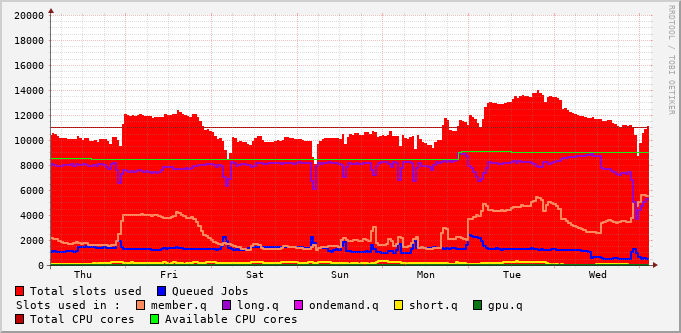 20000
18000
16000
14000
12000
10000
8000
6000
4000
2000
0
Thu Fri Sat Sun Mon Tue Wed
RRDTOOL / TOBI OETIKER
Total slots used Queued Jobs
Slots used in : member.q long.q ondemand.q short.q gpu.q
Total CPU cores Available CPU cores